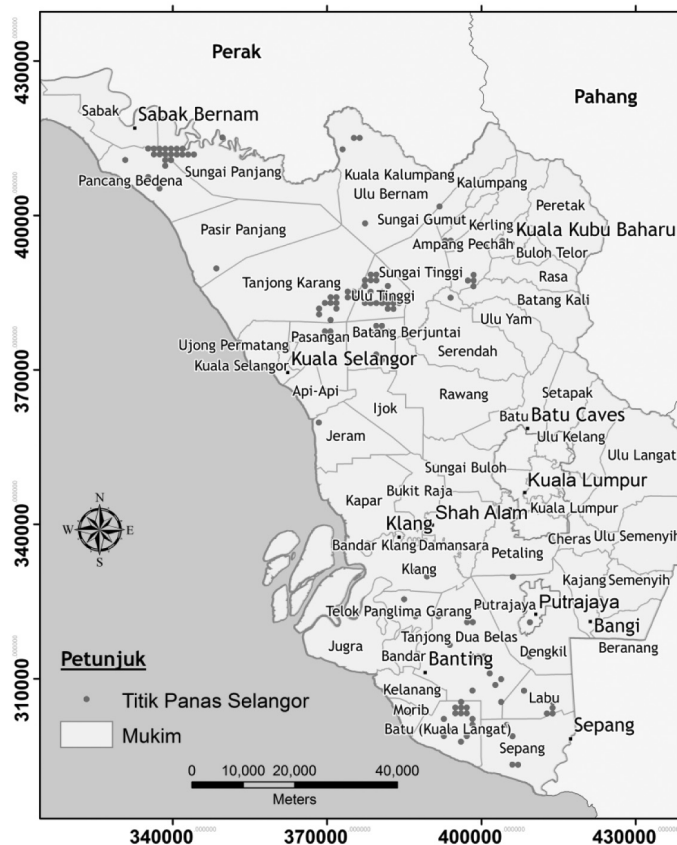 Perak
Pahang
430000
Sabak
Sabak Bernam
Sungai Panjang
Pancang Bedena
Kuala Kalumpang
Ulu Bernam
Kalumpang
Peretak
400000
Sungai Gumut
Kerling
Kuala Kubu Baharu
Pasir Panjang
Ampang Pechah
Buloh Telor
Sungai Tinggi
Rasa
Tanjong Karang
Ulu Tinggi
Batang Kali
Ulu Yam
Ujong Permatang
Pasangan
Batang Berjuntai
Serendah
Kuala Selangor
Kuala Selangor
370000
Api-Api
Rawang
Setapak
Ijok
Batu
Batu Caves
Jeram
Ulu Kelang
Ulu Langat
Sungai Buloh
Bukit Raja
Kuala Lumpur
Kapar
Shah Alam
Kuala Lumpur
340000
Klang
Cheras
Ulu Semenyih
Bandar Klang
Damansara
Petaling
Klang
Kajang
Semenyih
Telok Panglima Garang
Putrajaya
Putrajaya
Bangi
Jugra
Tanjong Dua Belas
Dengkil
Beranang
Bandar
Banting
310000
Kelanang
Labu
Morib
Batu (Kuala Langat)
Sepang
Sepang
N
W
E
S
Petunjuk
Titik Panas Selangor
Mukim
0
10,000
20,000
40,000
Meters
340000
370000
400000
430000